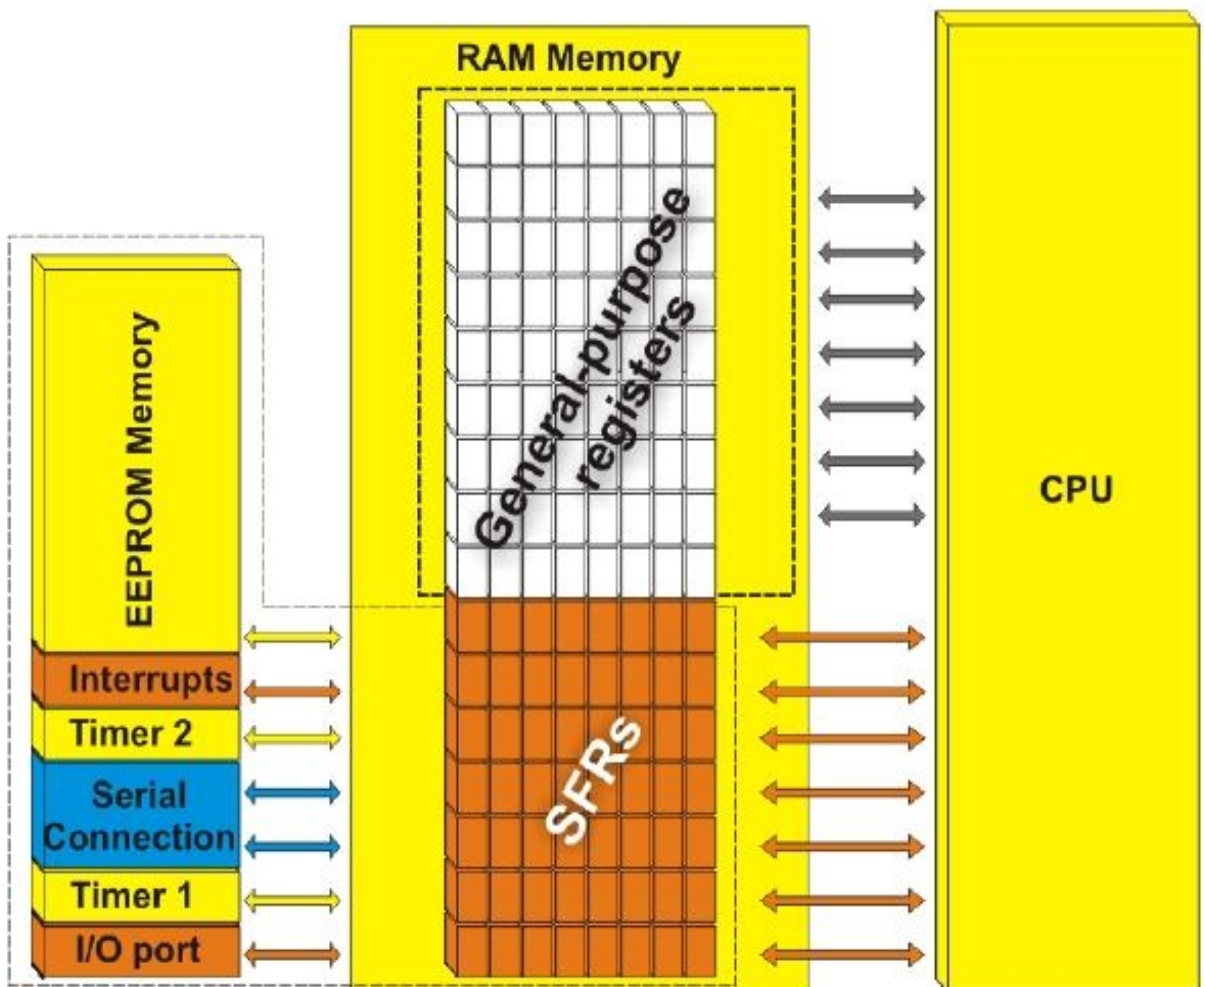 RAM Memory
General-purpose
registers
CPU
EEPROM Memory
Interrupts
Timer 2
Serial
Connection
Timer 1
I/O port
SFRs